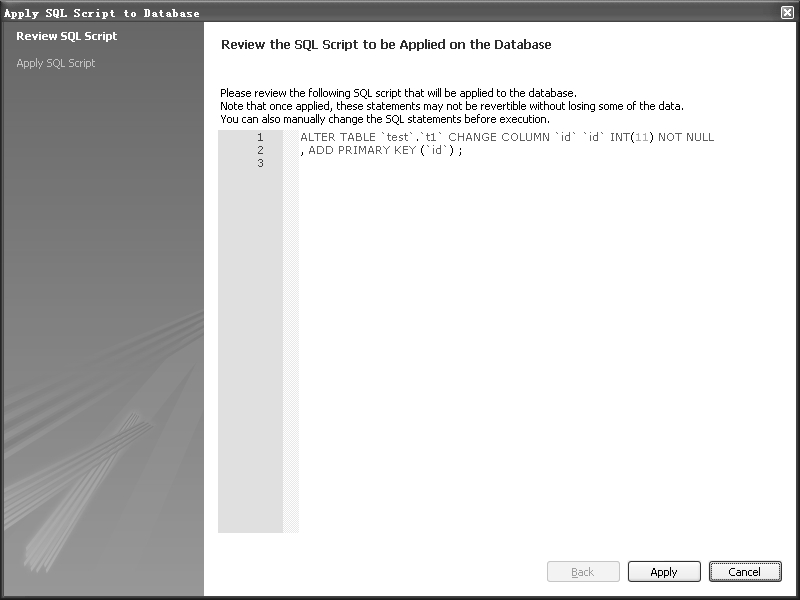 Apply SQL Script to Database
Review SQL Script
Apply SQL Script
Review the SQL Script to be Applied on the Database
Please review the following SQL script that will be applied to the database.
Note that once applied, these statements may not be revertible without losing some of the data.
You can also manually change the SQL statements before execution.
1 ALTER TABLE `test`.`t1` CHANGE COLUMN `id` `id` INT(11) NOT NULL
2 , ADD PRIMARY KEY (`id`) ;
3
Back Apply Cancel